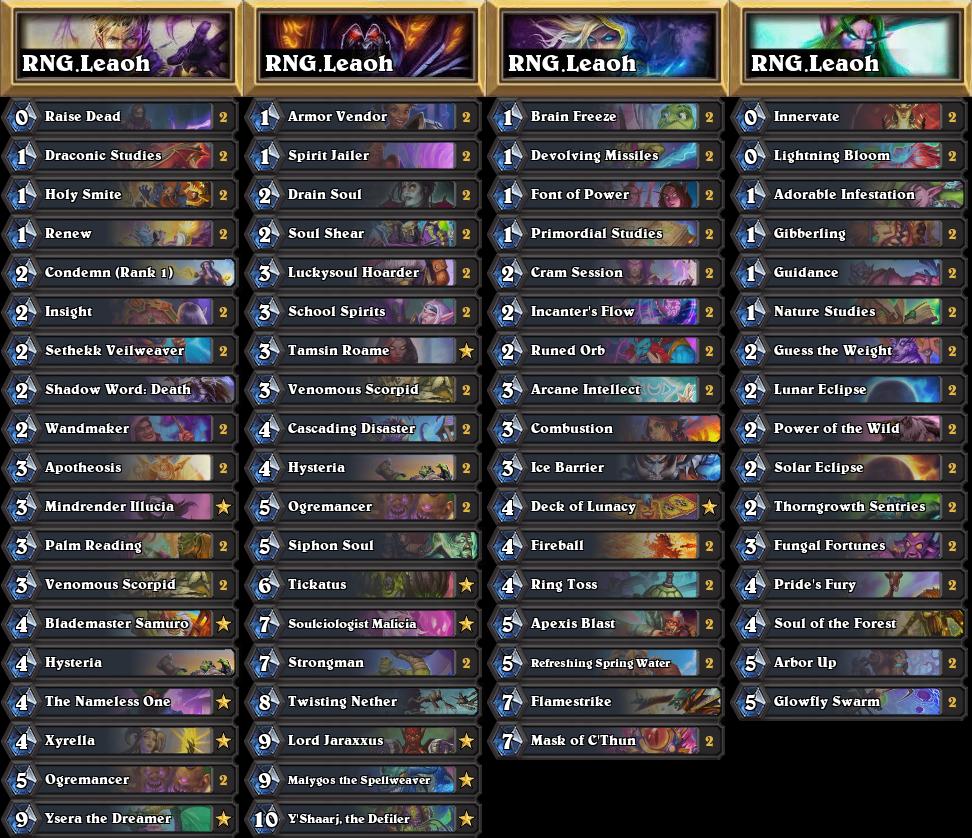 RNG.Leaoh
0 Raise Dead 2
1 Draconic Studies 2
1 Holy Smite 2
1 Renew 2
2 Condemn (Rank 1)
2 Insight 2
2 Sethekk Veilweaver 2
2 Shadow Word: Death
2 Wandmaker 2
3 Apotheosis 2
3 Mindrender Illucia
3 Palm Reading 2
3 Venomous Scorpid 2
4 Blademaster Samuro
4 Hysteria
4 The Nameless One
4 Xyrella
5 Ogremancer 2
9 Ysera the Dreamer
RNG.Leaoh
1 Armor Vendor 2
1 Spirit Jailer 2
2 Drain Soul 2
2 Soul Shear 2
3 Luckysoul Hoarder 2
3 School Spirits 2
3 Tamsin Roame
3 Venomous Scorpid 2
4 Cascading Disaster 2
4 Hysteria 2
5 Ogremancer 2
5 Siphon Soul
6 Tickatus
7 Soulciologist Malicia
7 Strongman 2
8 Twisting Nether
9 Lord Jaraxxus
9 Malygos the Spellweaver
10 Y'Shaarj, the Defiler
RNG.Leaoh
1 Brain Freeze 2
1 Devolving Missiles 2
1 Font of Power 2
1 Primordial Studies 2
2 Cram Session 2
2 Incanter's Flow 2
2 Runed Orb 2
3 Arcane Intellect 2
3 Combustion
3 Ice Barrier
4 Deck of Lunacy
4 Fireball 2
4 Ring Toss 2
5 Apexis Blast 2
5 Refreshing Spring Water 2
7 Flamestrike
7 Mask of C'Thun 2
RNG.Leaoh
0 Innervate 2
0 Lightning Bloom 2
1 Adorable Infestation
1 Gibberling 2
1 Guidance 2
1 Nature Studies 2
2 Guess the Weight 2
2 Lunar Eclipse 2
2 Power of the Wild 2
2 Solar Eclipse 2
2 Thorngrowth Sentries 2
3 Fungal Fortunes 2
4 Pride's Fury 2
4 Soul of the Forest
5 Arbor Up 2
5 Glowfly Swarm 2